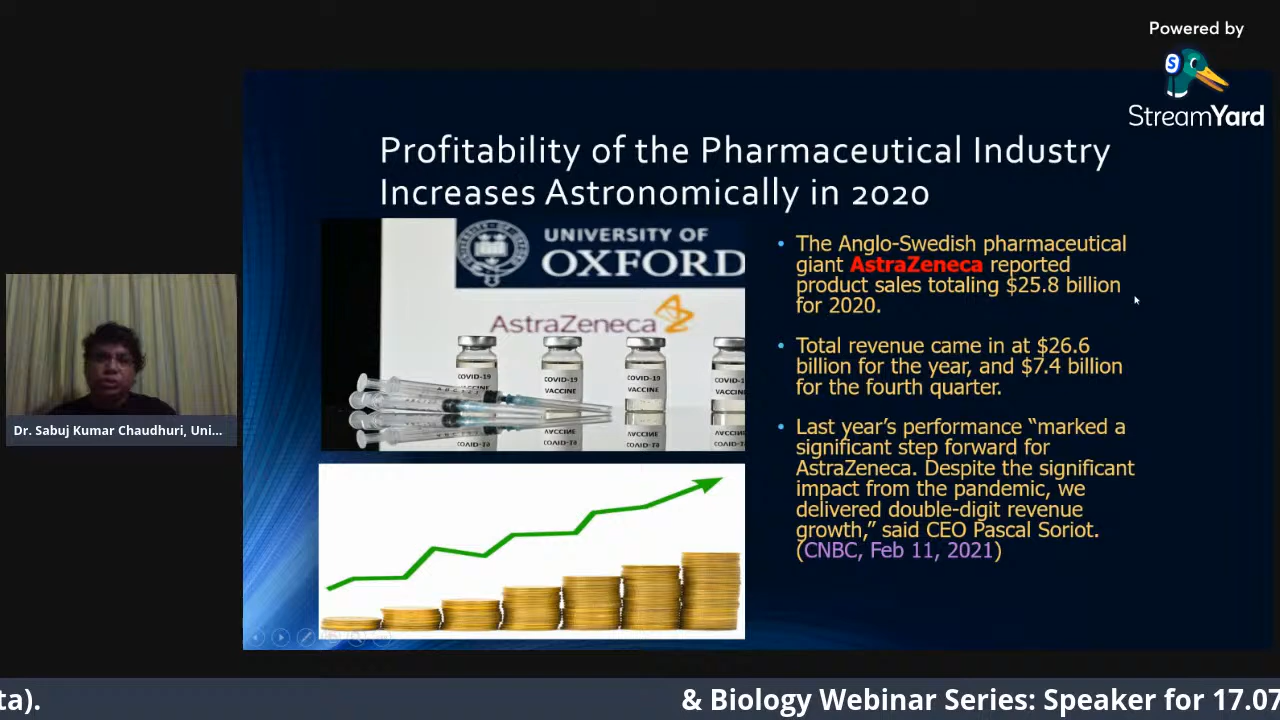 Powered by
S
StreamYard
Profitability of the Pharmaceutical Industry
Increases Astronomically in 2020
UNIVERSITY OF
OXFORD
AstraZeneca
COVID-19
VACCINE
COVID-19
VACCINE
COVID-19
VACCINE
COVID-19
VACCINE
• The Anglo-Swedish pharmaceutical
giant AstraZeneca reported
product sales totaling $25.8 billion
for 2020.
• Total revenue came in at $26.6
billion for the year, and $7.4 billion
for the fourth quarter.
• Last year’s performance “marked a
significant step forward for
AstraZeneca. Despite the significant
impact from the pandemic, we
delivered double-digit revenue
growth,” said CEO Pascal Soriot.
(CNBC, Feb 11, 2021)
Dr. Sabuj Kumar Chaudhuri, Uni...
ta).
& Biology Webinar Series: Speaker for 17.07